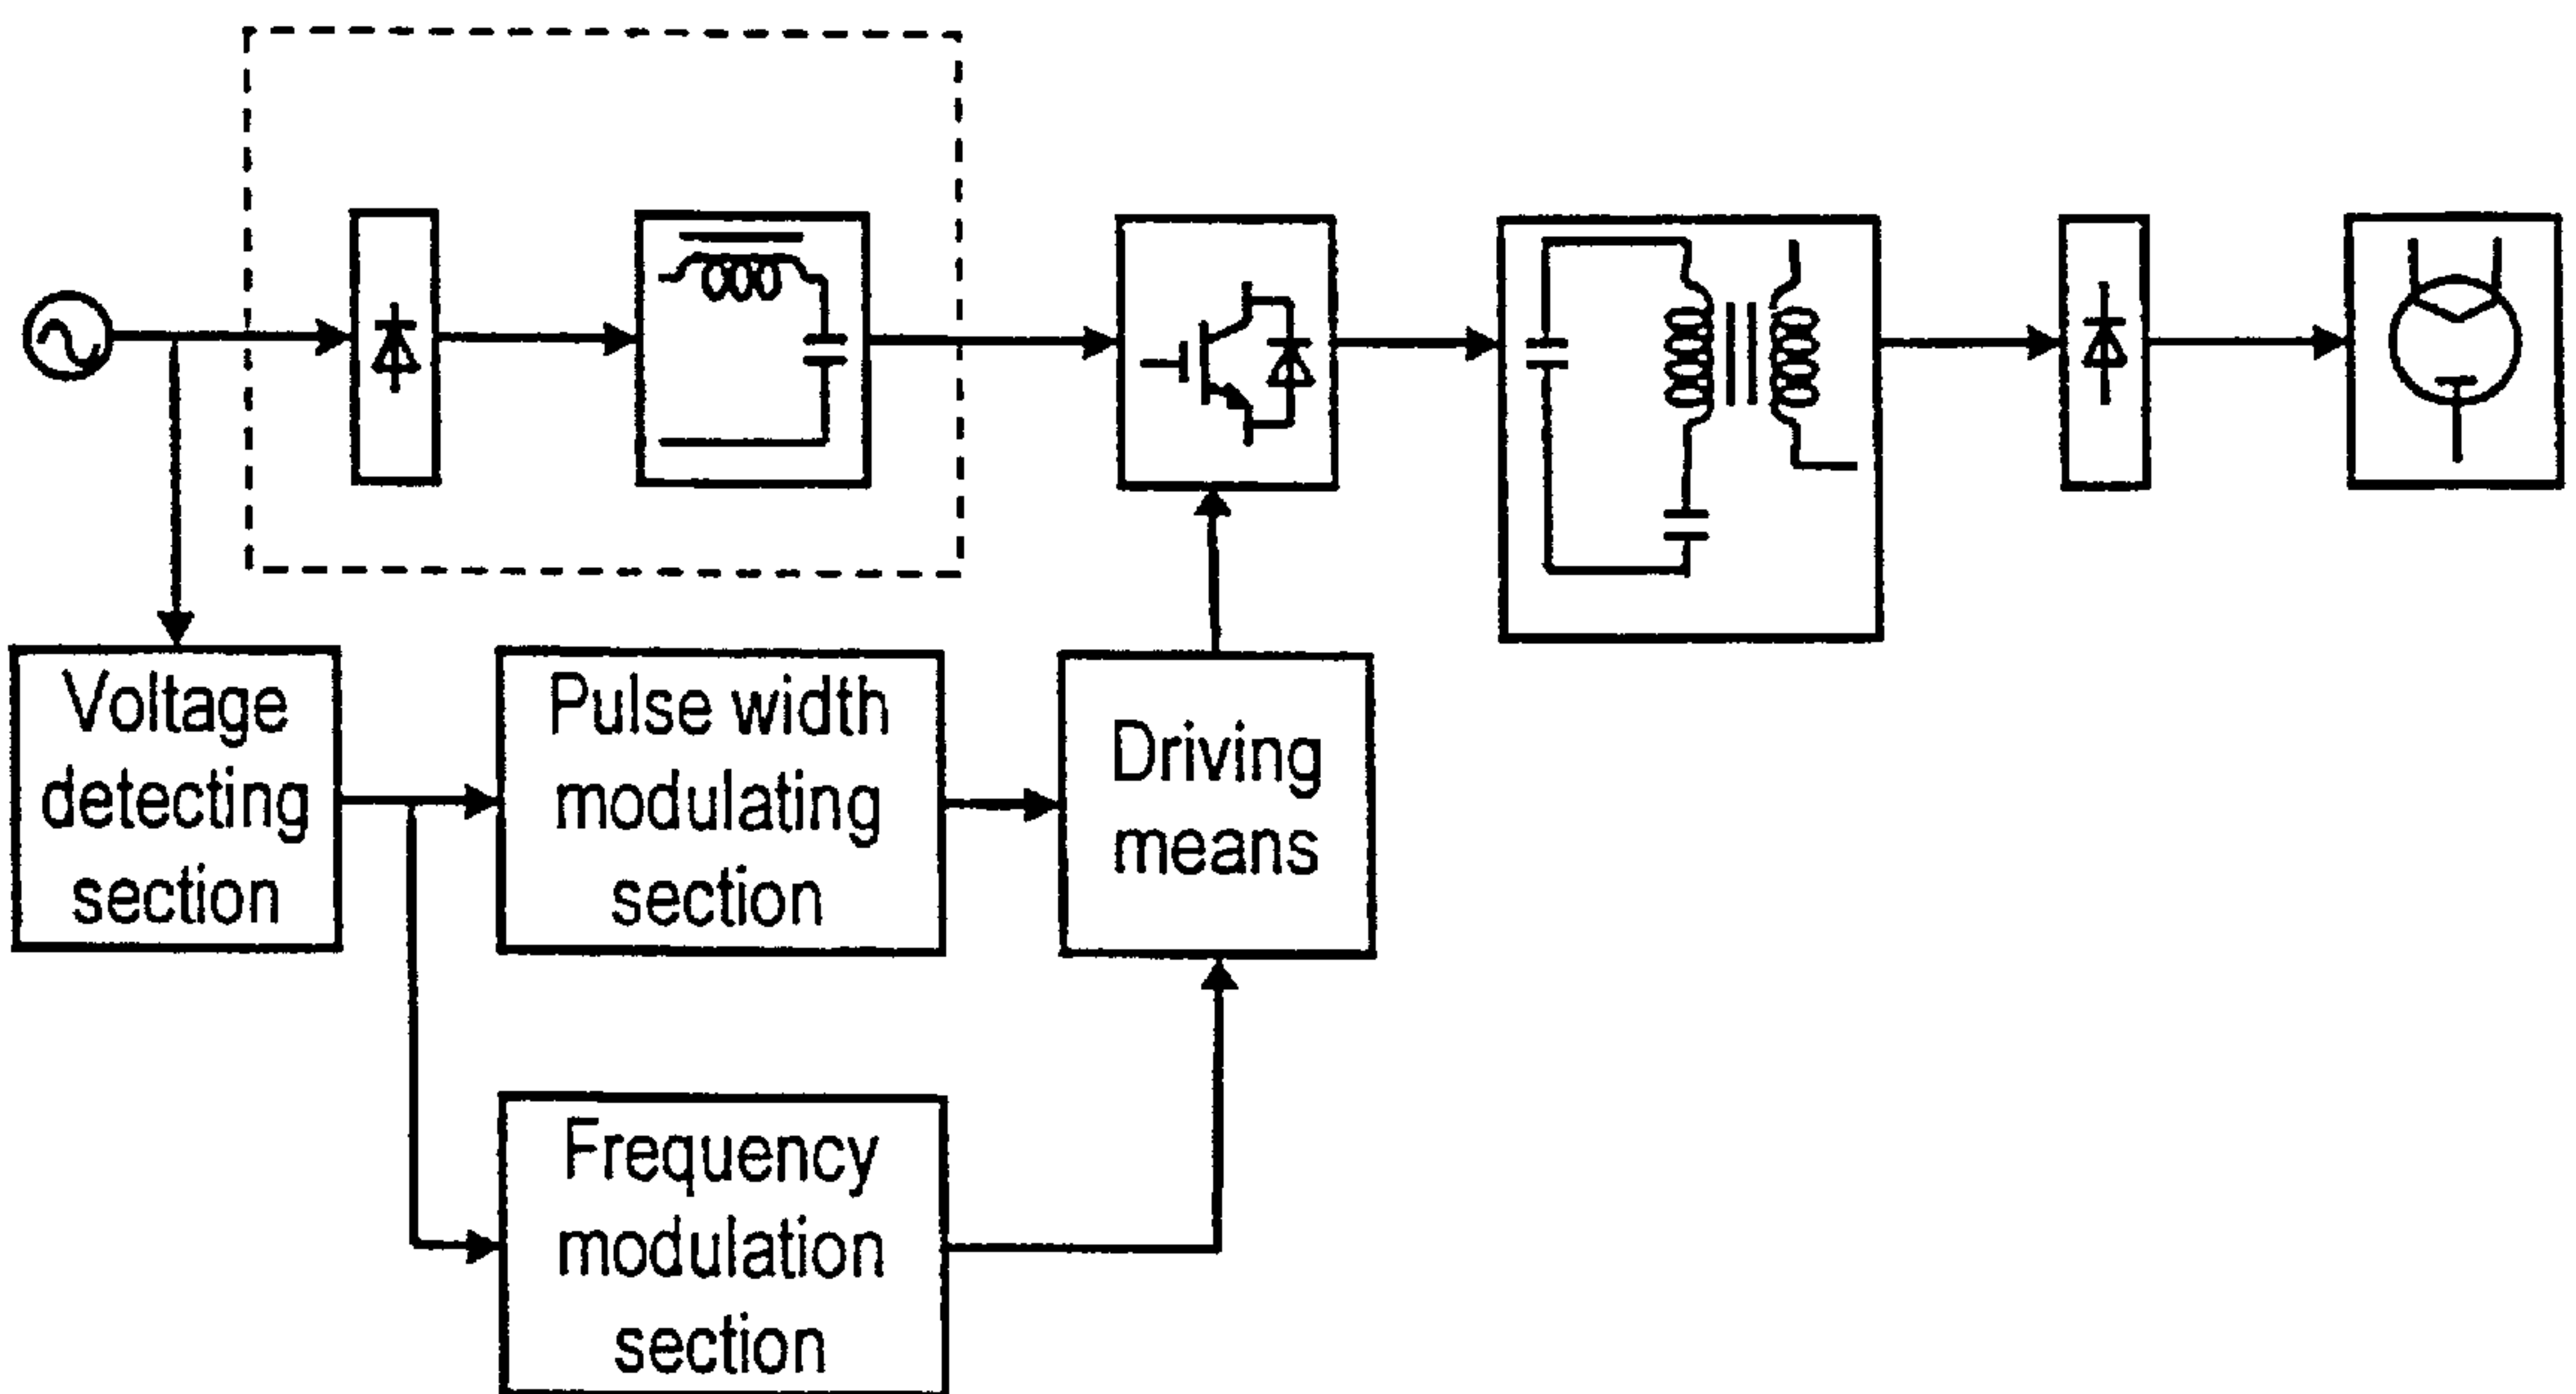 Voltage
detecting
section
Pulse width
modulating
section
Driving
means
Frequency
modulation
section